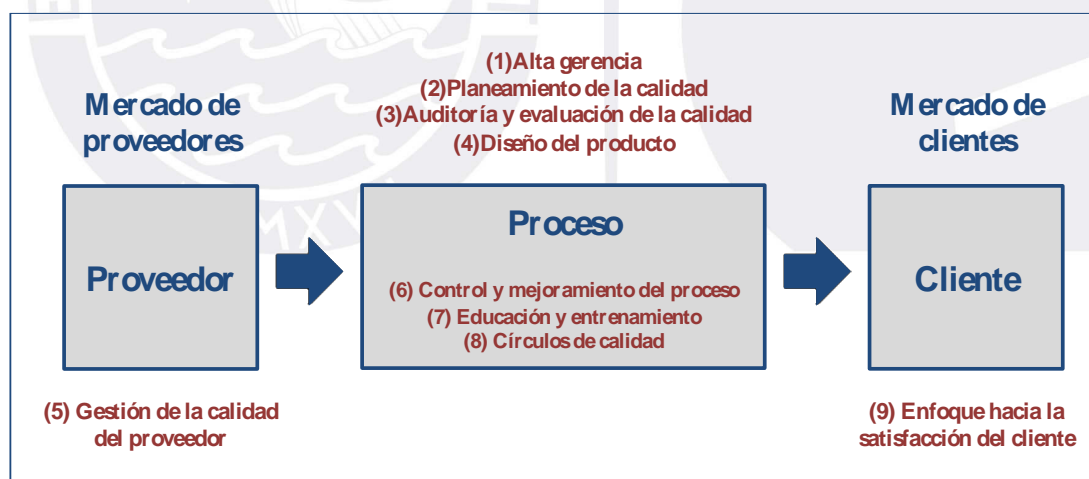 (1)Alta gerencia
(2)Planeamiento de la calidad
(3)Auditoría y evaluación de la calidad
(4)Diseño del producto
Mercado de
proveedores
Mercado de
clientes
Proveedor
Proceso
(6) Control y mejoramiento del proceso
(7) Educación y entrenamiento
(8) Círculos de calidad
Cliente
(5) Gestión de la calidad
del proveedor
(9) Enfoque hacia la
satisfacción del cliente